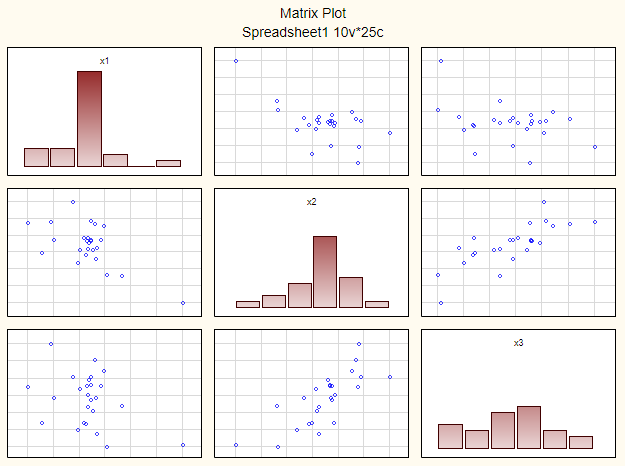 Matrix Plot
Spreadsheet1 10v*25c
x1
x2
x3